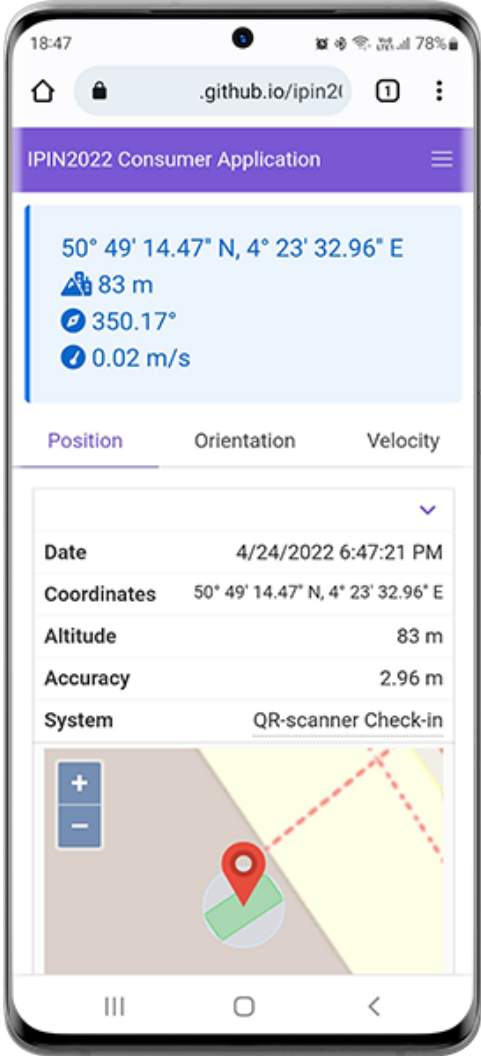 18:47 78%
.github.io/ipin2( 1
IPIN2022 Consumer Application
50° 49' 14.47" N, 4° 23' 32.96" E
83 m
350.17°
0.02 m/s
Position Orientation Velocity
Date 4/24/2022 6:47:21 PM
Coordinates 50° 49' 14.47" N, 4° 23' 32.96" E
Altitude 83 m
Accuracy 2.96 m
System QR-scanner Check-in
+
−